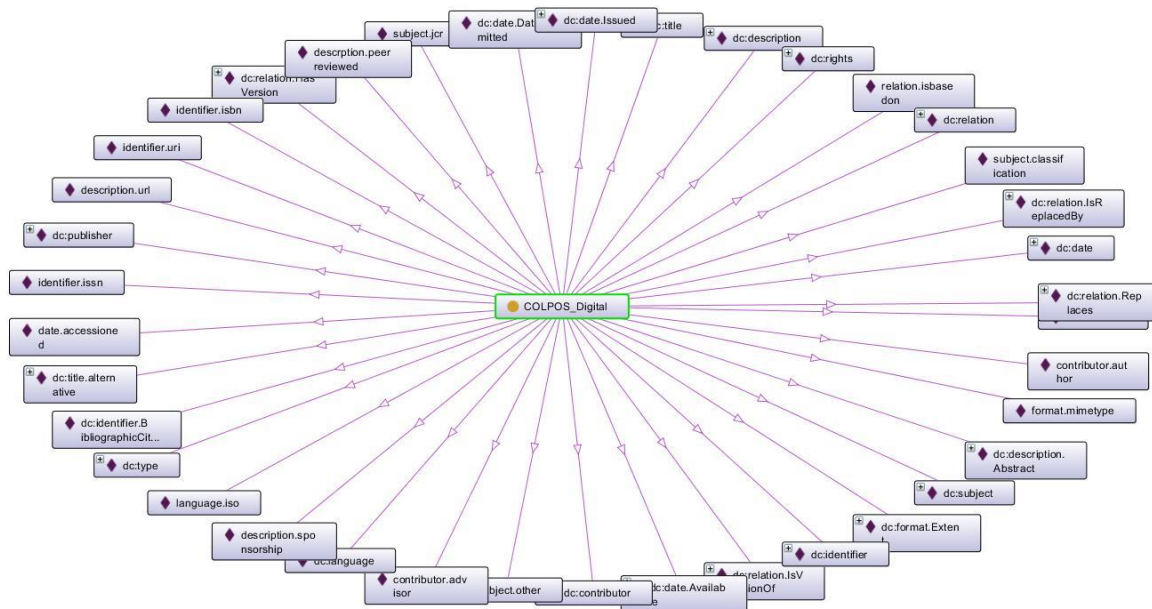 dc:date.Issued
dc:date.Dat
mitted
:title
subject.jcr
dc:description
descrption.peer
reviewed
dc:rights
dc:relation.Has
Version
relation.isbase
don
identifier.isbn
dc:relation
identifier.uri
subject.classif
ication
description.url
dc:relation.IsR
eplacedBy
dc:publisher
dc:date
identifier.issn
COLPOS_Digital
dc:relation.Rep
laces
date.accessione
d
contributor.aut
hor
dc:title.altern
ative
format.mimetype
dc:identifier.B
ibliographicCit...
dc:description.
Abstract
dc:type
dc:subject
language.iso
dc:format.Exten
t
description.spo
nsorship
dc:identifier
dc:language
contributor.adv
isor
bject.other
dc:contributor
dc:date.Availab
e
dc:relation.IsV
ionOf